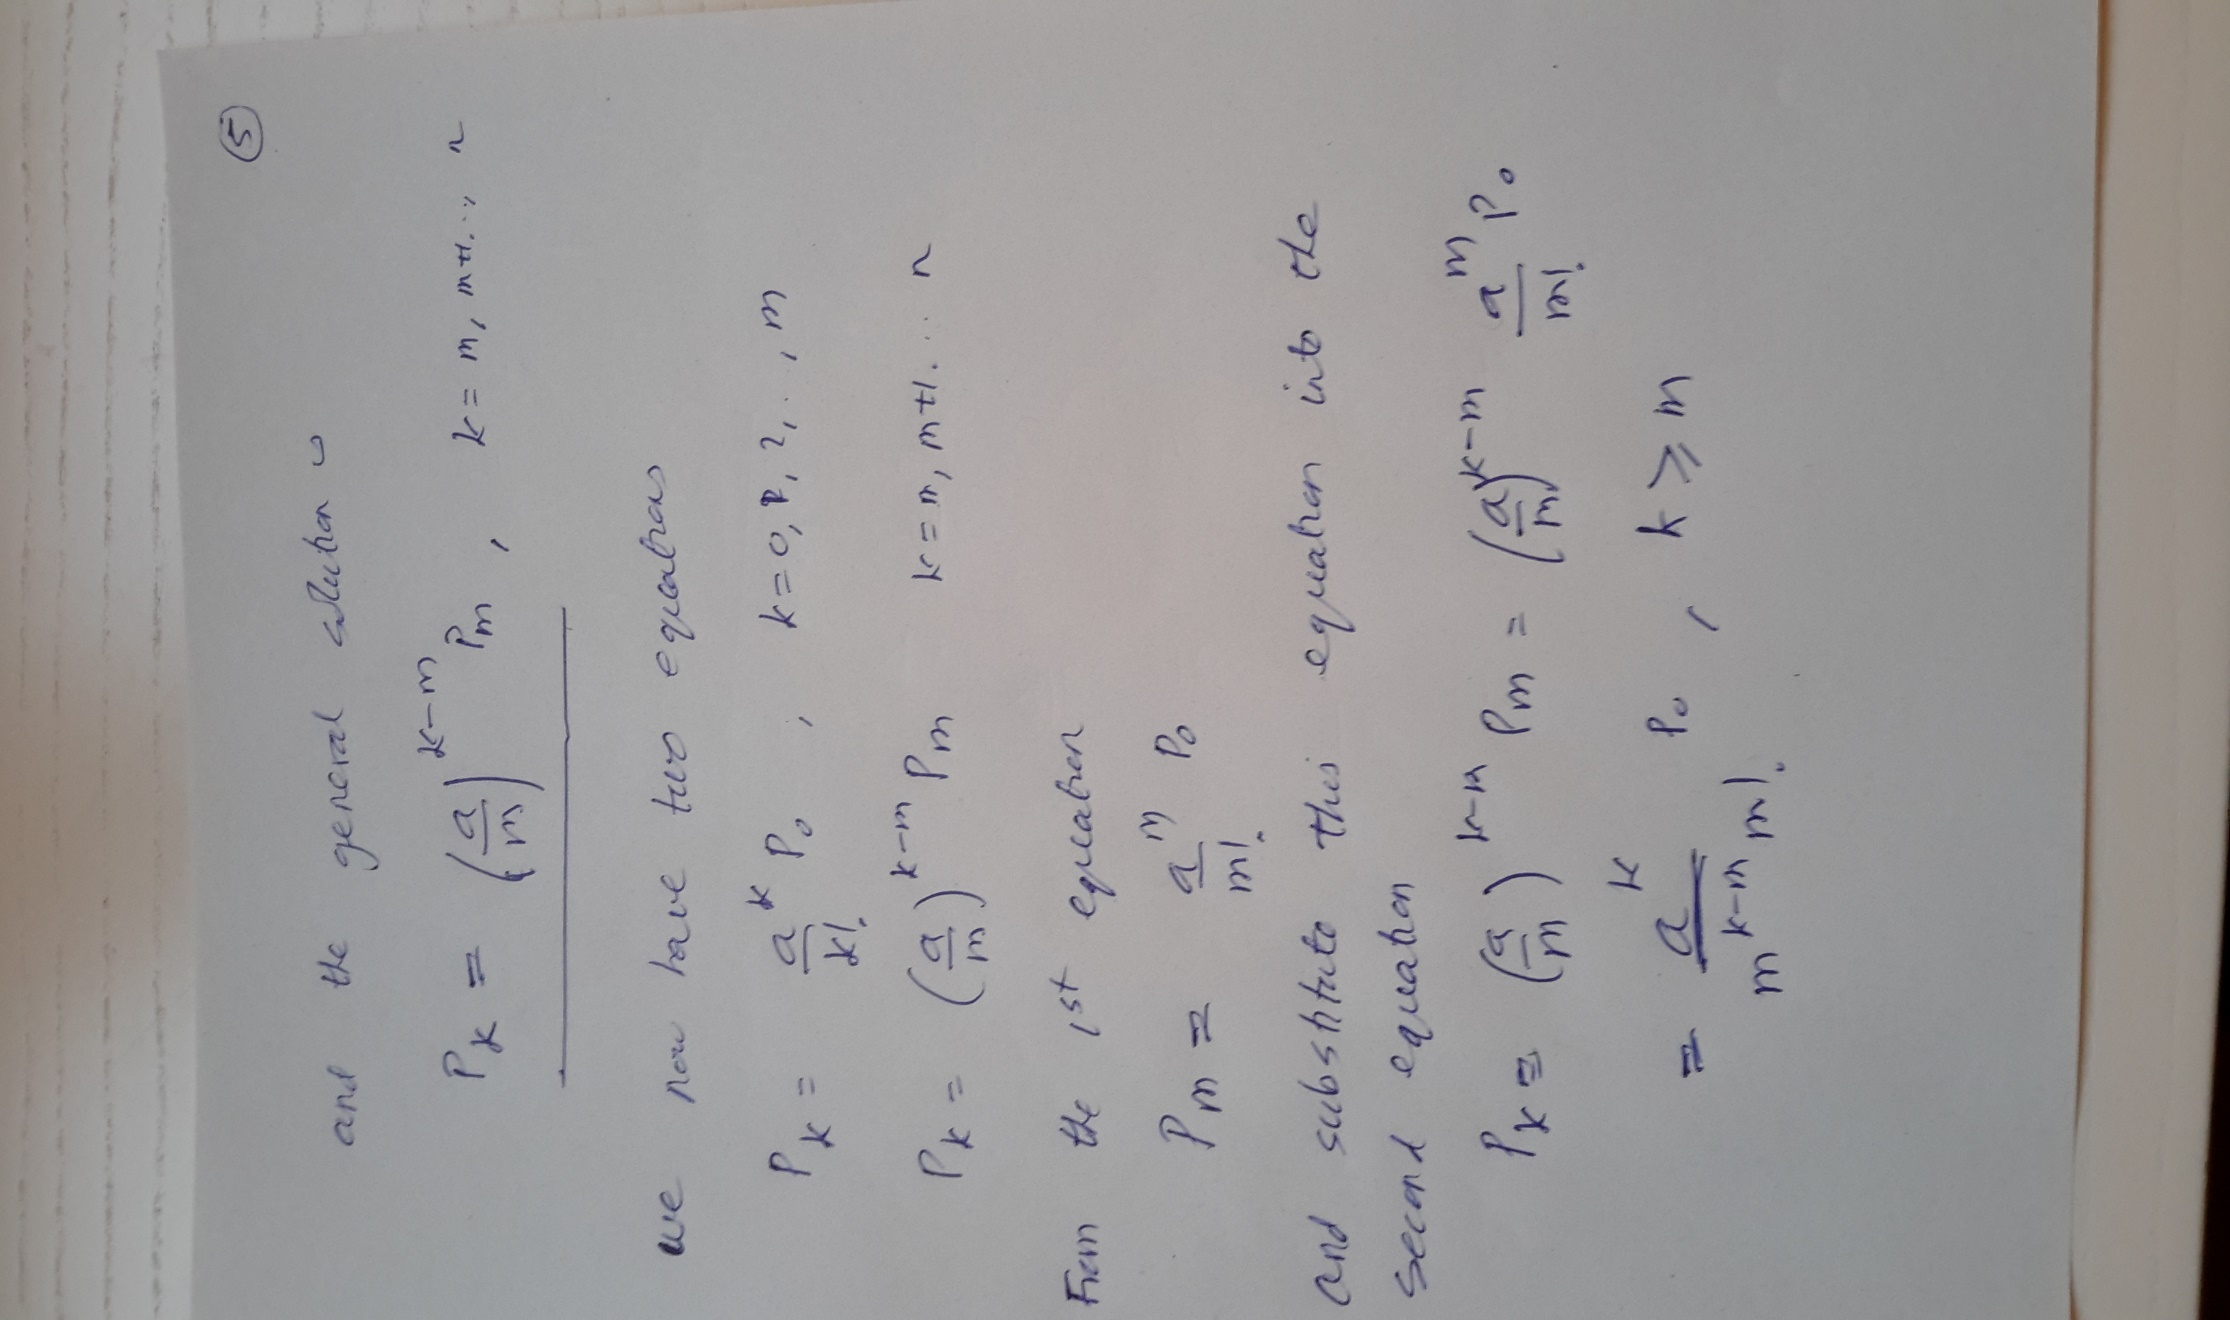 ⑤
and the general solution is
P_k = (a/m)^{k-m} P_m , k = m, m+1..., n
we now have two equations
P_k = a^k/k! P_0 , k = 0, 1, 2, .., m
P_k = (a/m)^{k-m} P_m k = m, m+1. ... n
From the 1st equation
P_m = a^m/m! P_0
and substitute this equation into the
second equation
P_k = (a/m)^{k-m} P_m = (a/m)^{k-m} a^m/m! P_0
= a^k/(m^{k-m} m!) P_0 , k ⩾ m